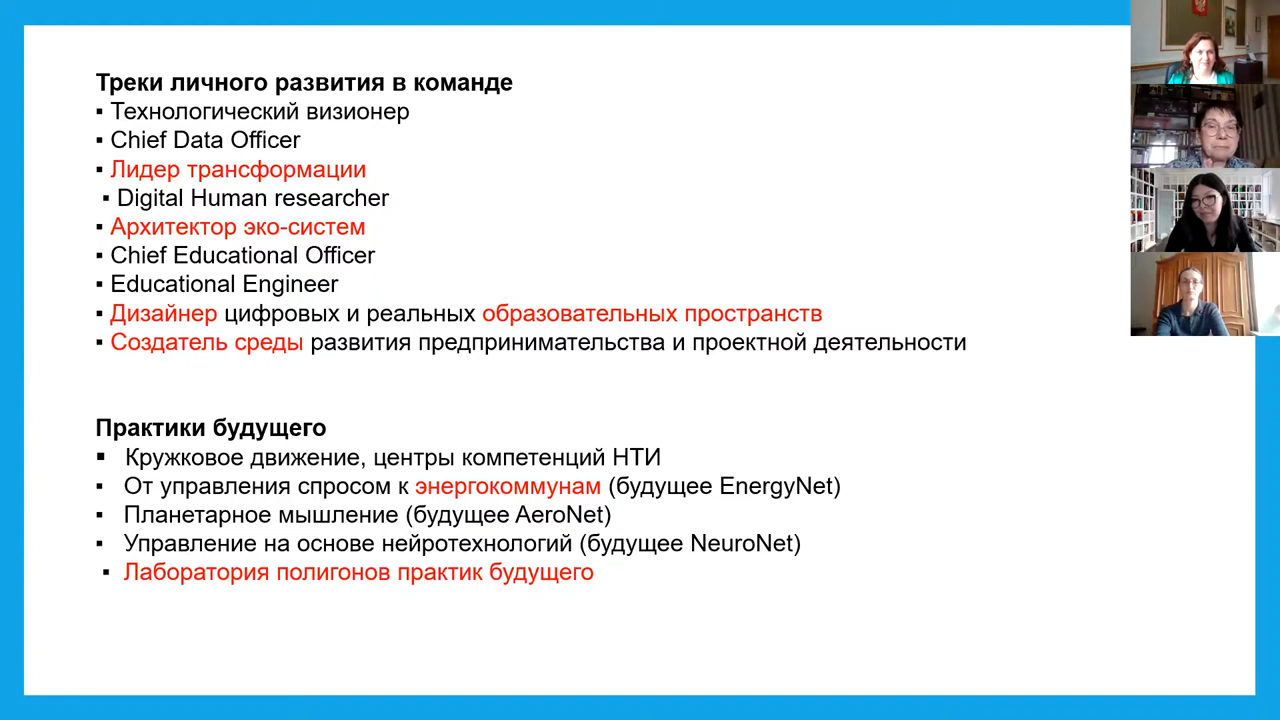 Треки личного развития в команде
▪ Технологический визионер
▪ Chief Data Officer
▪ Лидер трансформации
▪ Digital Human researcher
▪ Архитектор эко-систем
▪ Chief Educational Officer
▪ Educational Engineer
▪ Дизайнер цифровых и реальных образовательных пространств
▪ Создатель среды развития предпринимательства и проектной деятельности
Практики будущего
▪ Кружковое движение, центры компетенций НТИ
▪ От управления спросом к энергокоммунам (будущее EnergyNet)
▪ Планетарное мышление (будущее AeroNet)
▪ Управление на основе нейротехнологий (будущее NeuroNet)
▪ Лаборатория полигонов практик будущего